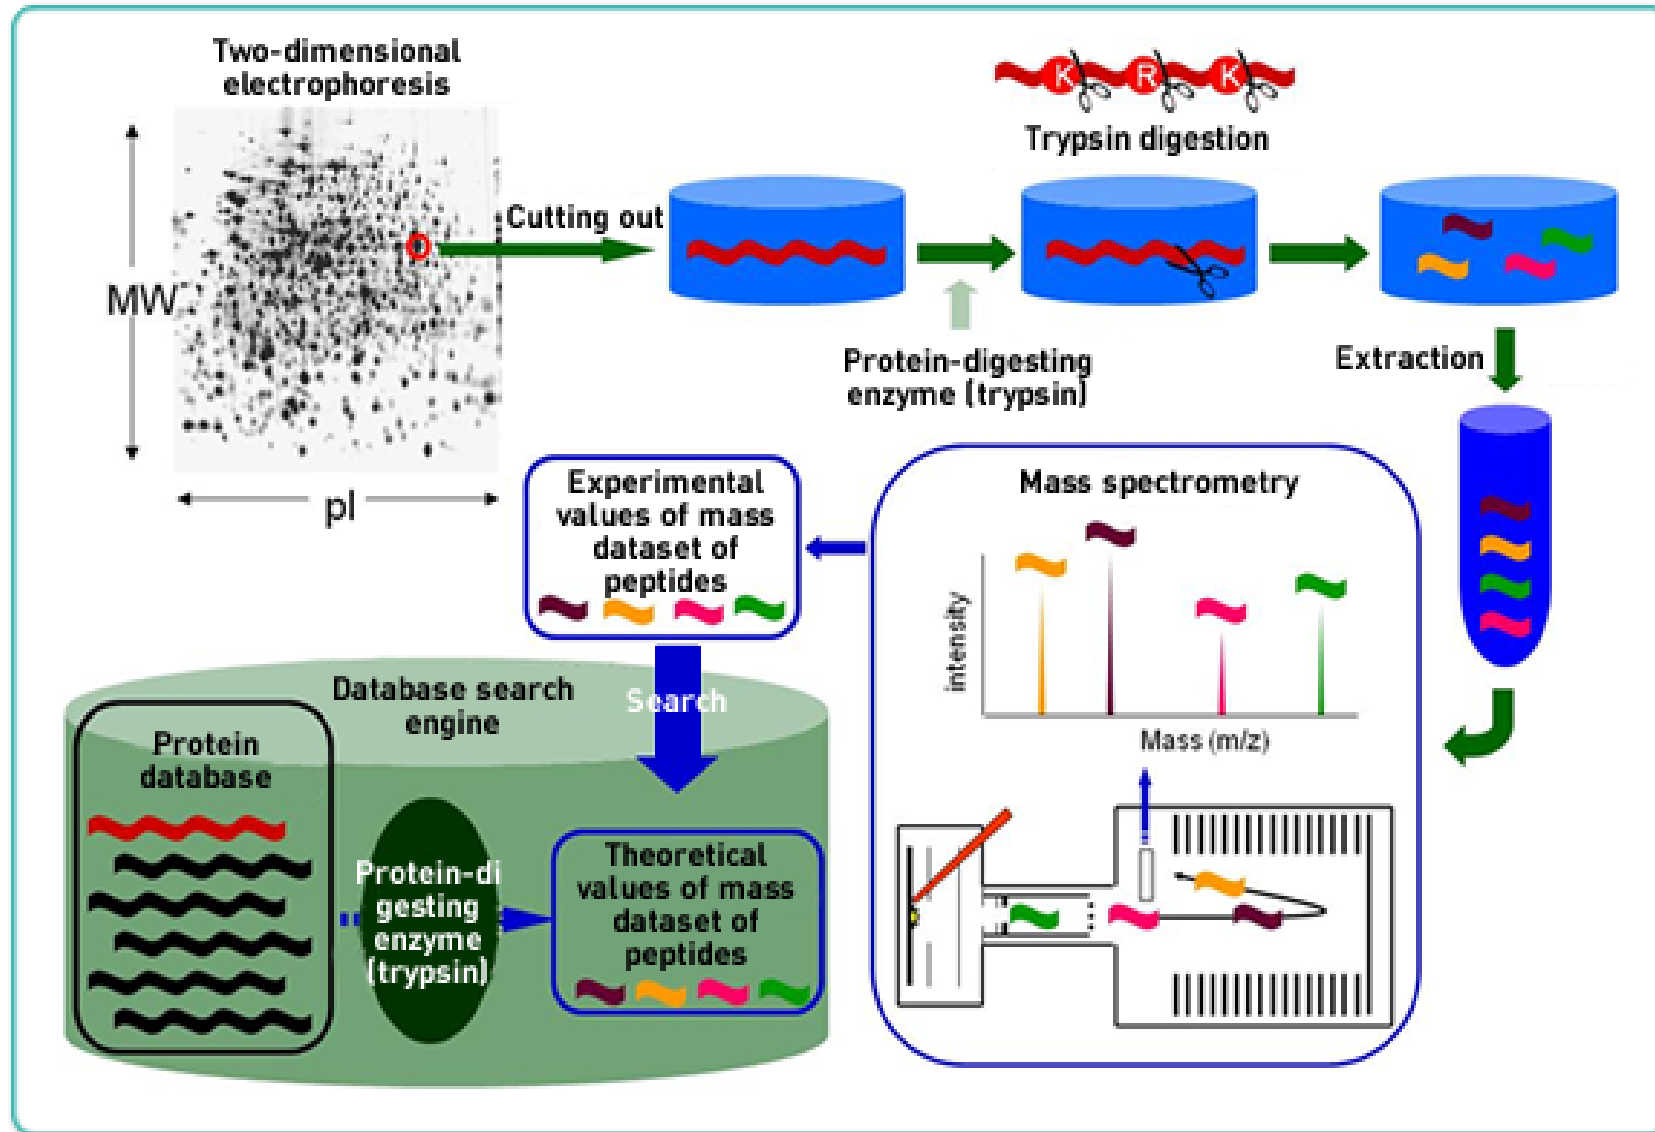 Two-dimensional
electrophoresis
MW
pI
Cutting out
K R K
Trypsin digestion
Protein-digesting
enzyme (trypsin)
Extraction
Mass spectrometry
intensity
Mass (m/z)
Experimental
values of mass
dataset of
peptides
Search
Database search
engine
Protein
database
Protein-di
gesting
enzyme
(trypsin)
Theoretical
values of mass
dataset of
peptides